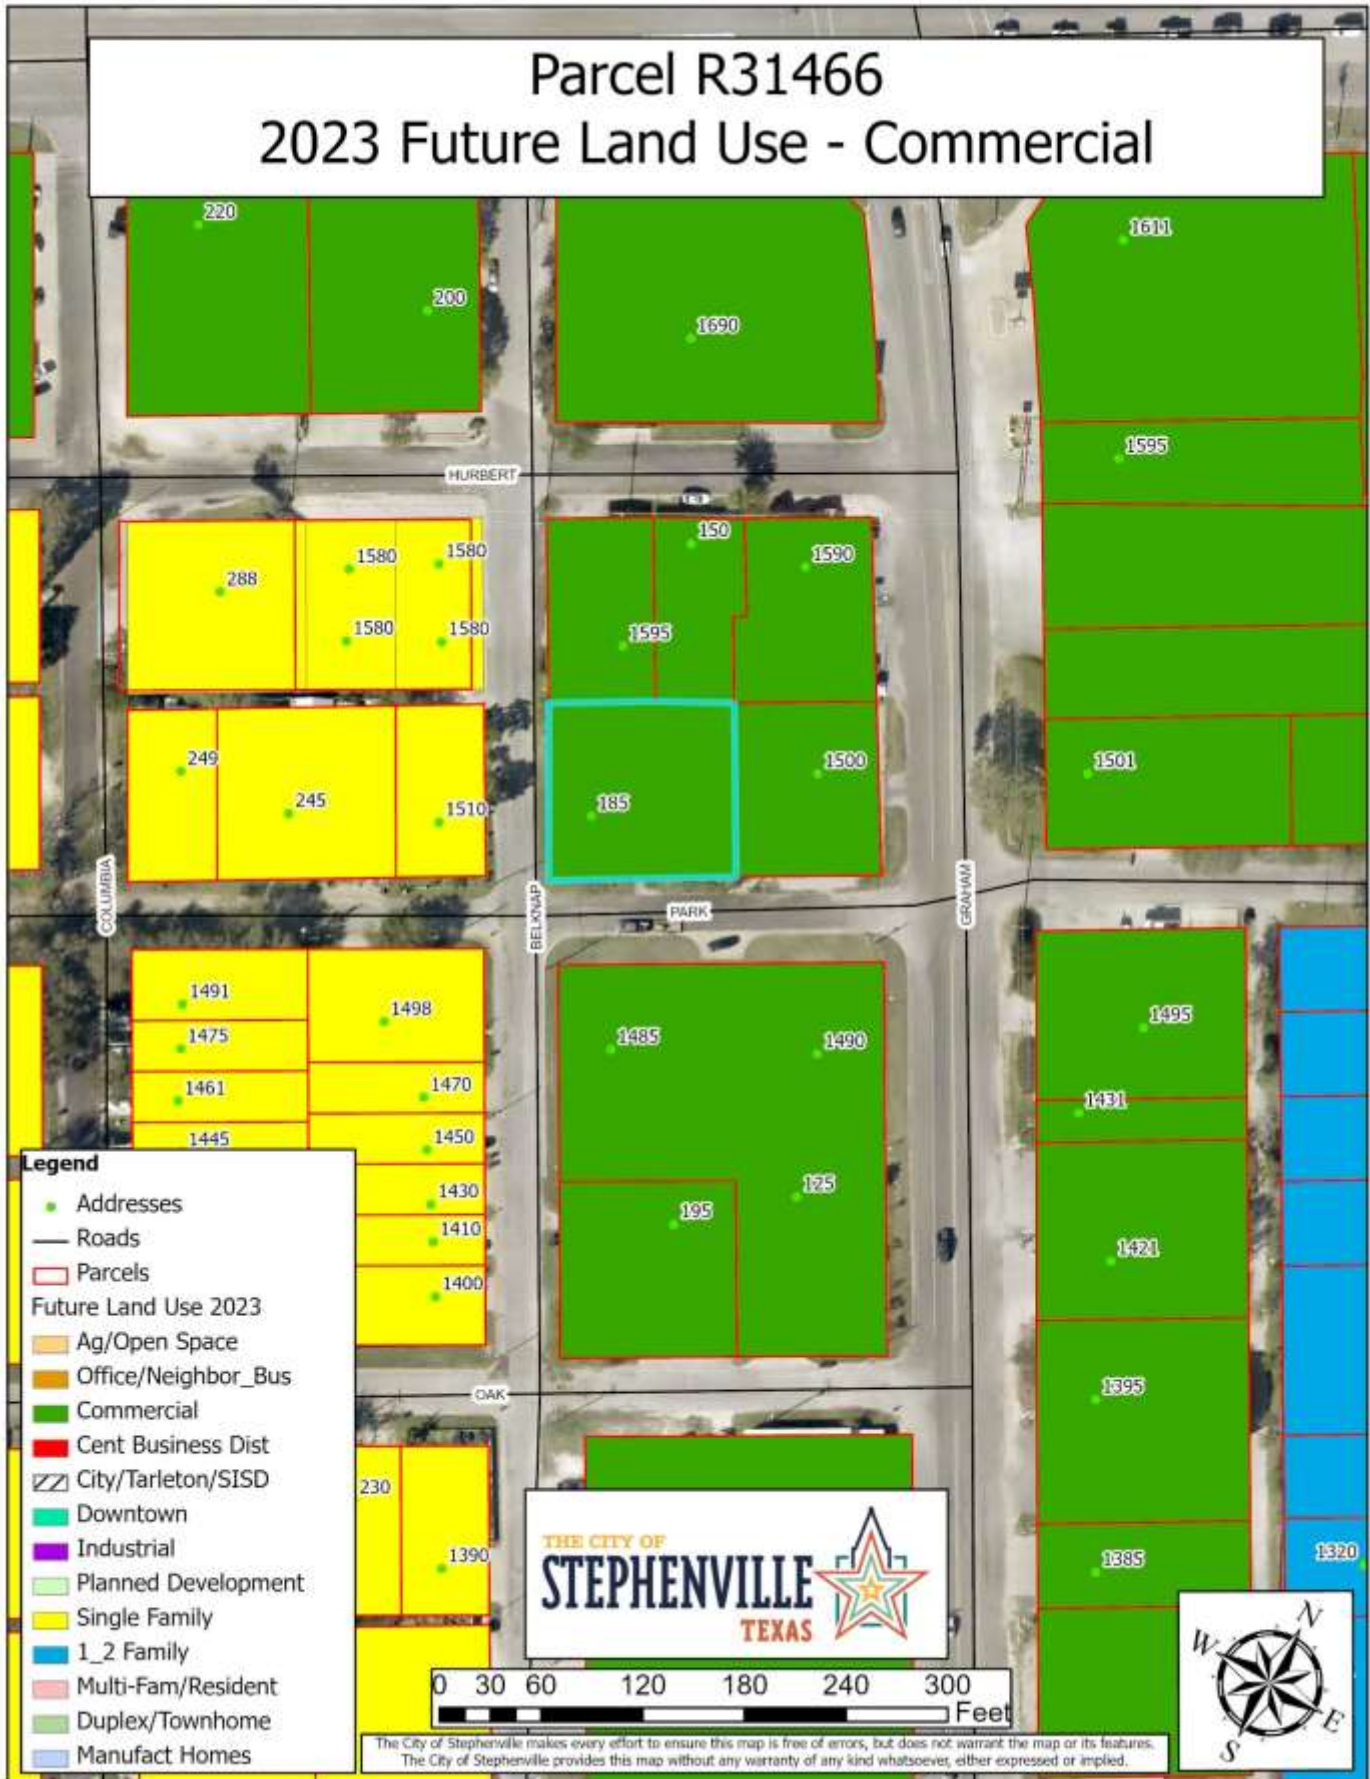 Parcel R31466
2023 Future Land Use - Commercial
220
200
1690
1611
1595
HURBERT
150
1590
1580
1580
288
1580
1580
1595
249
245
1510
185
1500
1501
COLUMBIA
BELKNAP
PARK
GRAHAM
1491
1498
1475
1461
1470
1445
1450
1430
1410
1400
1485
1490
1495
1431
125
195
1421
1395
OAK
230
1390
1385
1320
Legend
Addresses
Roads
Parcels
Future Land Use 2023
Ag/Open Space
Office/Neighbor_Bus
Commercial
Cent Business Dist
City/Tarleton/SISD
Downtown
Industrial
Planned Development
Single Family
1_2 Family
Multi-Fam/Resident
Duplex/Townhome
Manufact Homes
THE CITY OF
STEPHENVILLE
TEXAS
0 30 60 120 180 240 300
Feet
N
W
E
S
The City of Stephenville makes every effort to ensure this map is free of errors, but does not warrant the map or its features.
The City of Stephenville provides this map without any warranty of any kind whatsoever, either expressed or implied.